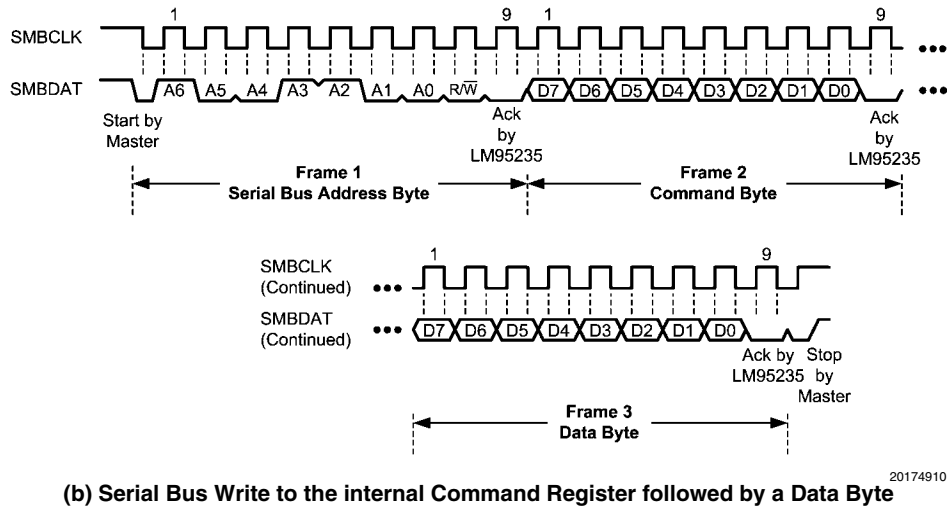 1 9 1 9
SMBCLK
SMBDAT
A6 A5 A4 A3 A2 A1 A0 R/W̅ D7 D6 D5 D4 D3 D2 D1 D0
Start by
Master
Ack
by
LM95235
Ack
by
LM95235
Frame 1
Serial Bus Address Byte
Frame 2
Command Byte
1 9
SMBCLK
(Continued)
SMBDAT
(Continued)
D7 D6 D5 D4 D3 D2 D1 D0
Ack by
LM95235
Stop
by
Master
Frame 3
Data Byte
20174910
(b) Serial Bus Write to the internal Command Register followed by a Data Byte